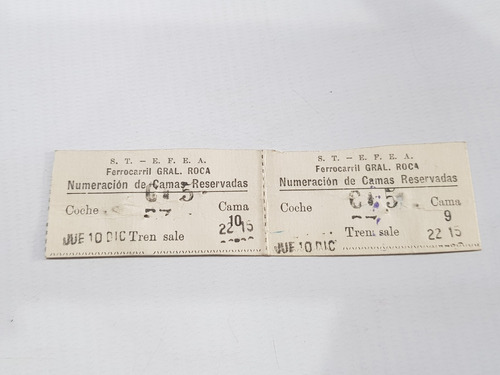 S. T. — E. F. E. A.
Ferrocarril GRAL. ROCA
Numeración de Camas Reservadas
Coche Cama
10
JUE 10 DIC Tren sale 22 15
S. T. — E. F. E. A.
Ferrocarril GRAL. ROCA
Numeración de Camas Reservadas
Coche Cama
9
JUE 10 DIC Tren sale 22 15